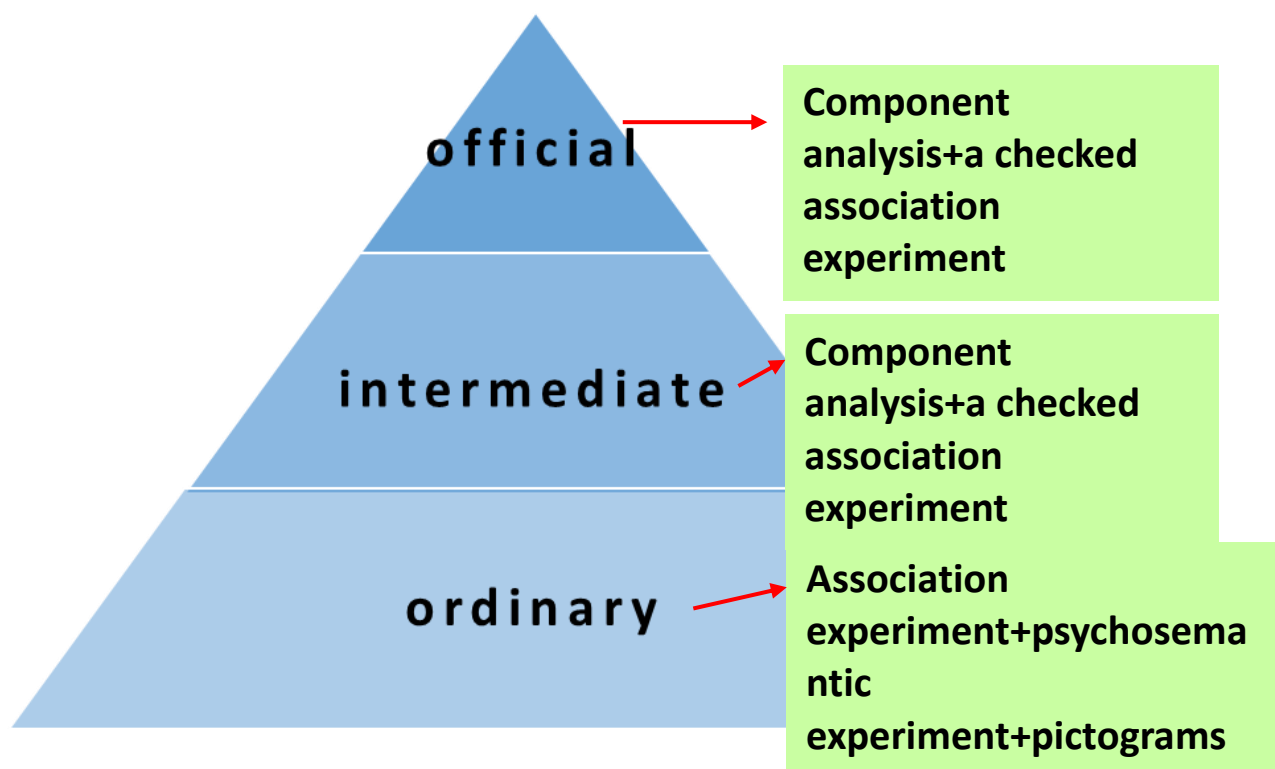 official
Component
analysis+a checked
association
experiment
intermediate
Component
analysis+a checked
association
experiment
ordinary
Association
experiment+psychosema
ntic
experiment+pictograms